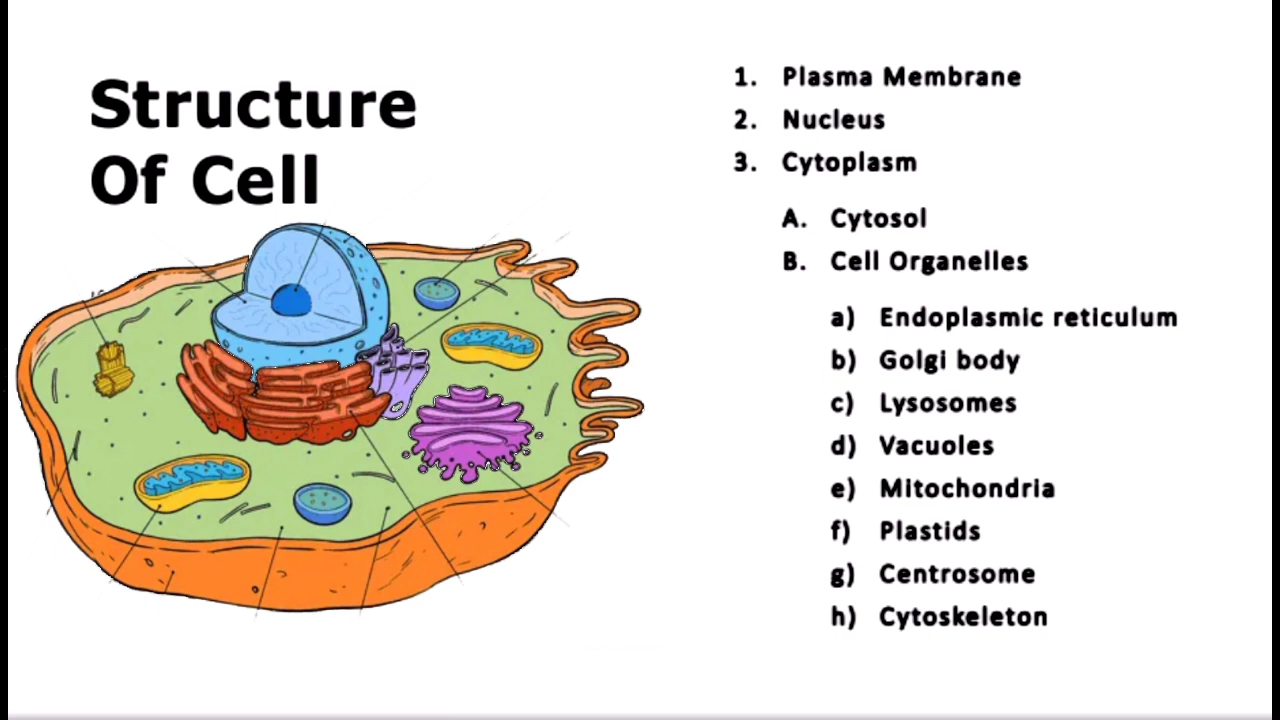 Structure
Of Cell
1. Plasma Membrane
2. Nucleus
3. Cytoplasm
A. Cytosol
B. Cell Organelles
a) Endoplasmic reticulum
b) Golgi body
c) Lysosomes
d) Vacuoles
e) Mitochondria
f) Plastids
g) Centrosome
h) Cytoskeleton